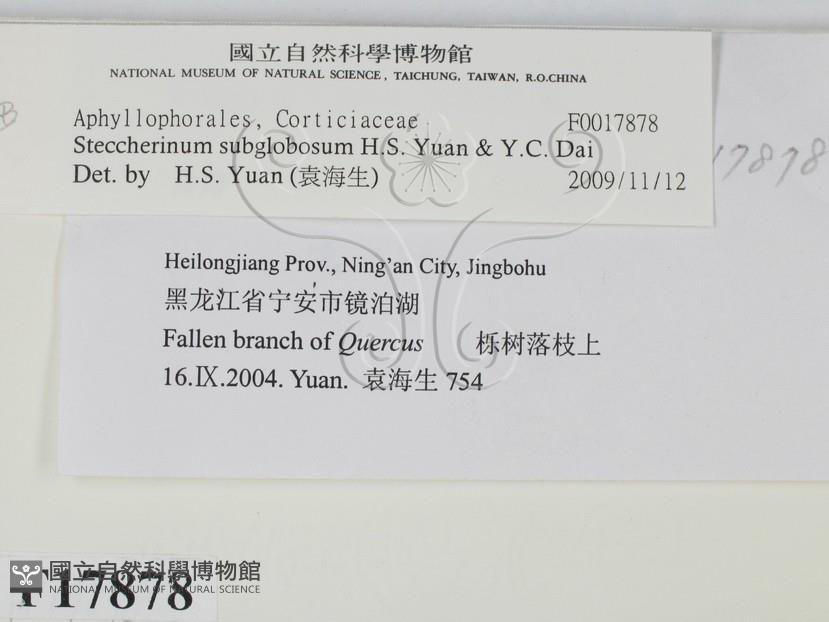 國立自然科學博物館
NATIONAL MUSEUM OF NATURAL SCIENCE, TAICHUNG, TAIWAN, R.O.CHINA
Aphyllophorales, Corticiaceae F0017878
Steccherinum subglobosum H.S. Yuan & Y.C. Dai
Det. by H.S. Yuan (袁海生) 2009/11/12
17878
B
Heilongjiang Prov., Ning'an City, Jingbohu
黑龙江省宁安市镜泊湖
Fallen branch of Quercus 栎树落枝上
16.Ⅸ.2004. Yuan. 袁海生 754
國立自然科學博物館
NATIONAL MUSEUM OF NATURAL SCIENCE
F17878